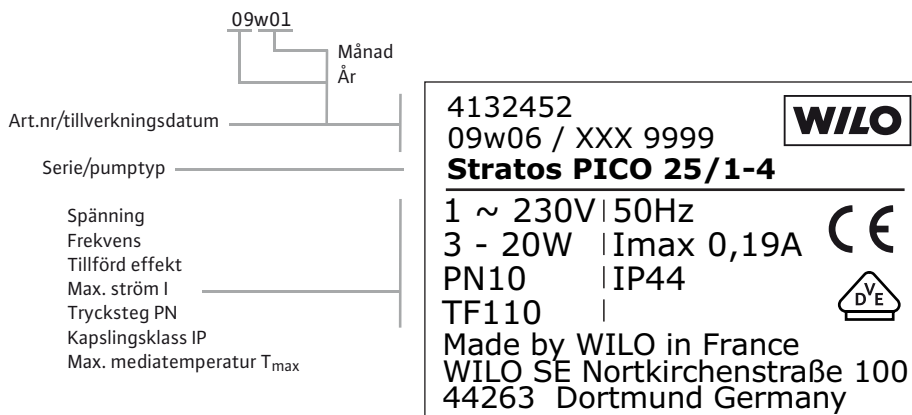 09w01
Månad
År
Art.nr/tillverkningsdatum
Serie/pumptyp
Spänning
Frekvens
Tillförd effekt
Max. ström I
Trycksteg PN
Kapslingsklass IP
Max. mediatemperatur Tmax
4132452
WILO
09w06 / XXX 9999
Stratos PICO 25/1-4
1 ~ 230V 50Hz
3 - 20W Imax 0,19A
CE
PN10 IP44
DVE
TF110
Made by WILO in France
WILO SE Nortkirchenstraße 100
44263 Dortmund Germany